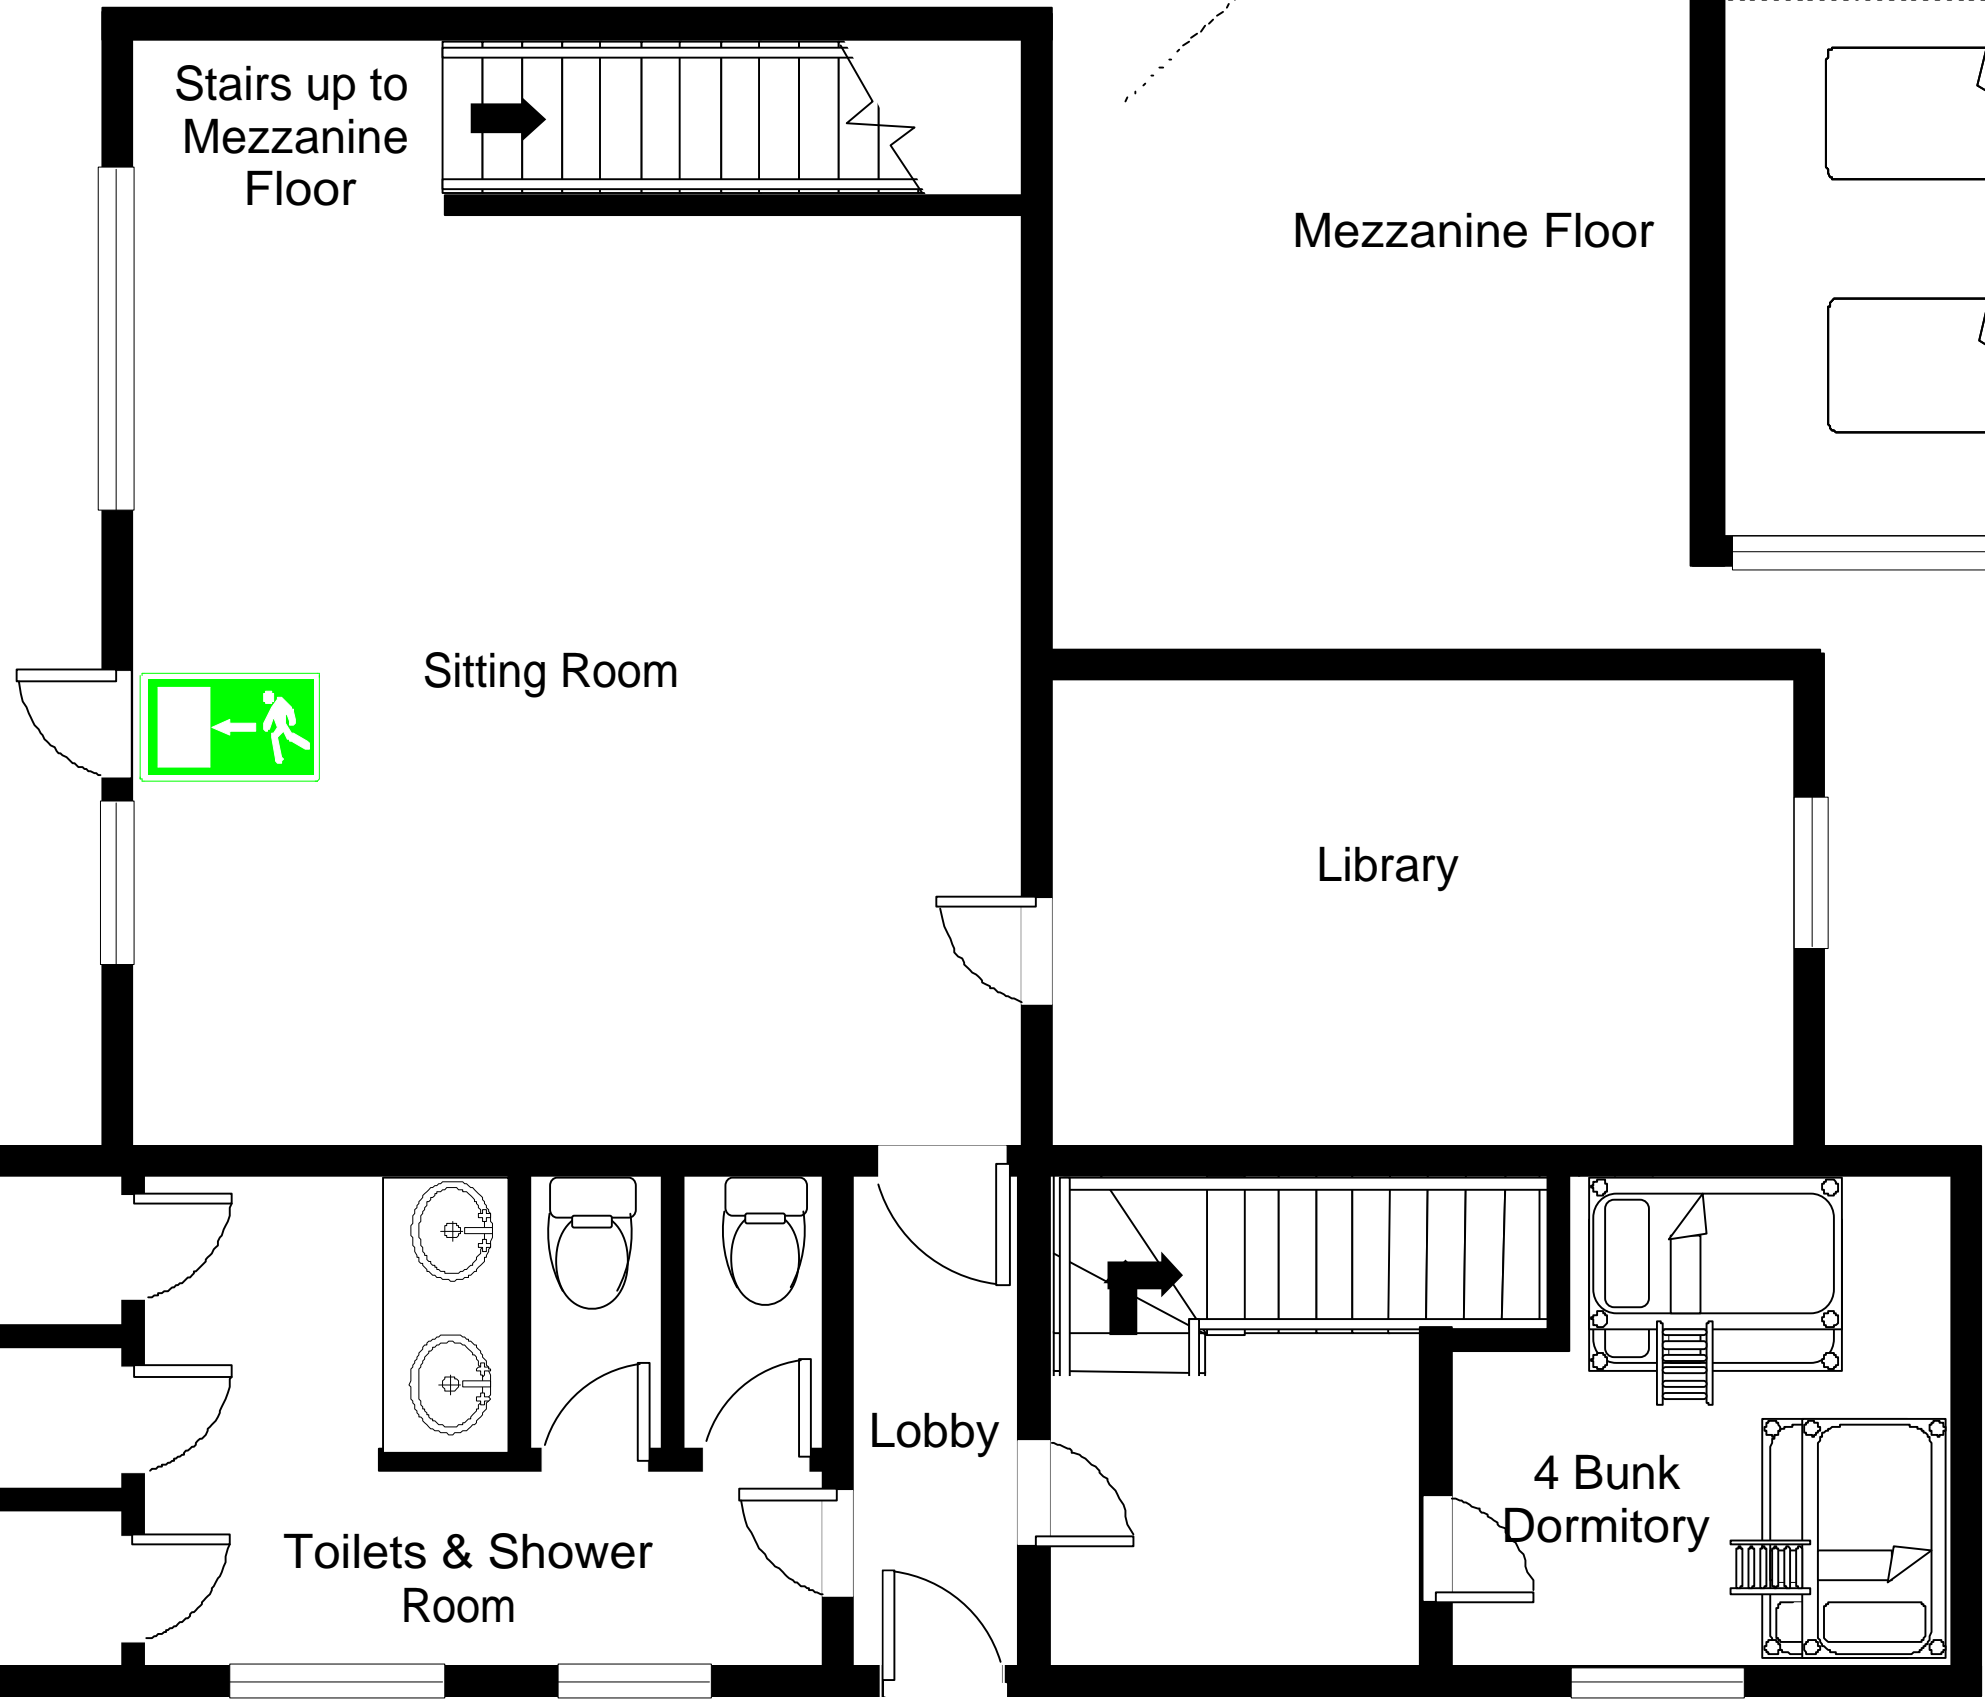 Stairs up to
Mezzanine
Floor
Mezzanine Floor
Sitting Room
Library
Lobby
4 Bunk
Dormitory
Toilets & Shower
Room